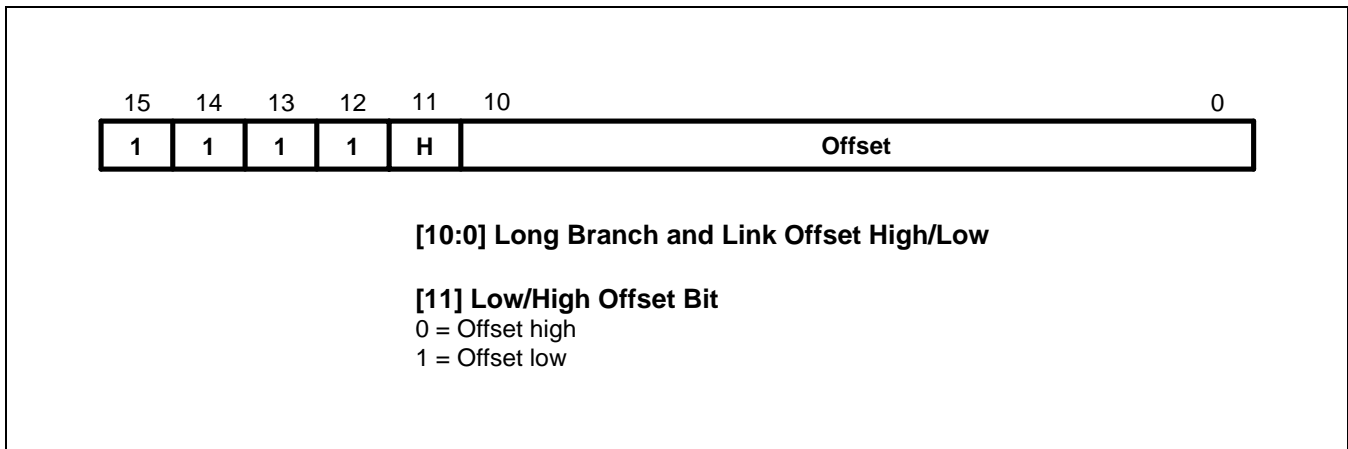 15 14 13 12 11 10 0
1 1 1 1 H Offset
[10:0] Long Branch and Link Offset High/Low
[11] Low/High Offset Bit
0 = Offset high
1 = Offset low